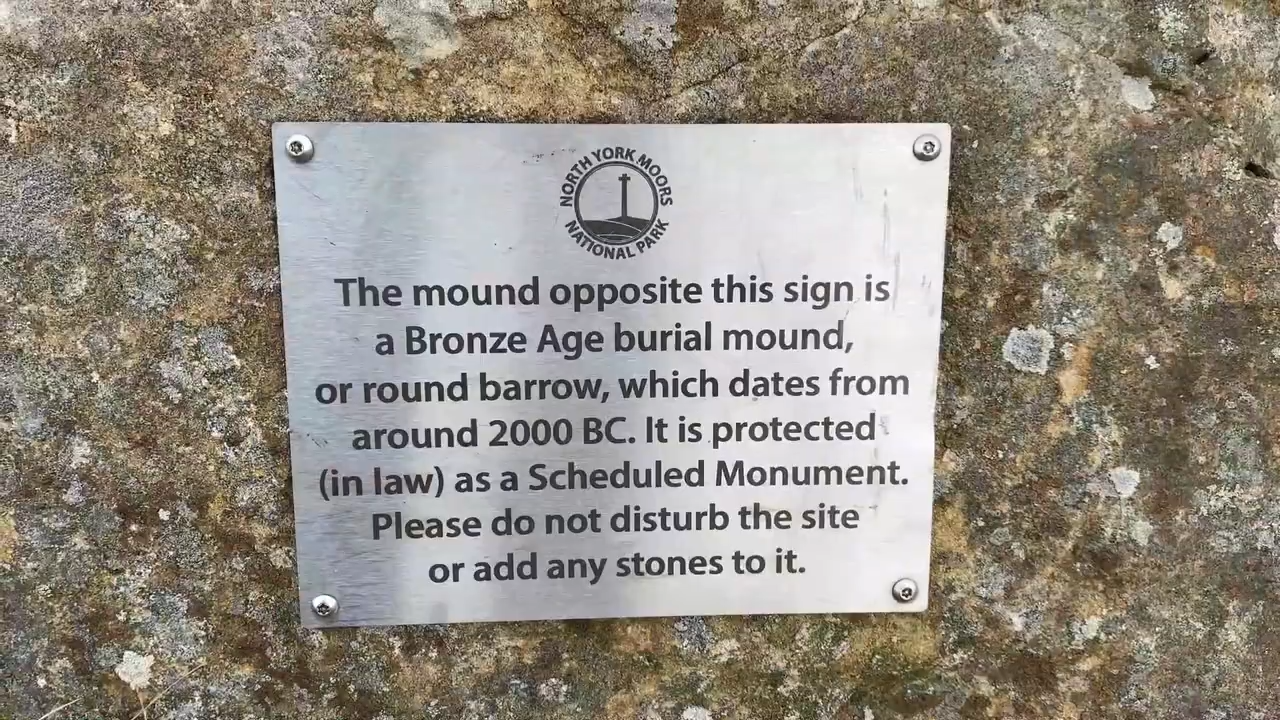 NORTH YORK MOORS
NATIONAL PARK
The mound opposite this sign is
a Bronze Age burial mound,
or round barrow, which dates from
around 2000 BC. It is protected
(in law) as a Scheduled Monument.
Please do not disturb the site
or add any stones to it.